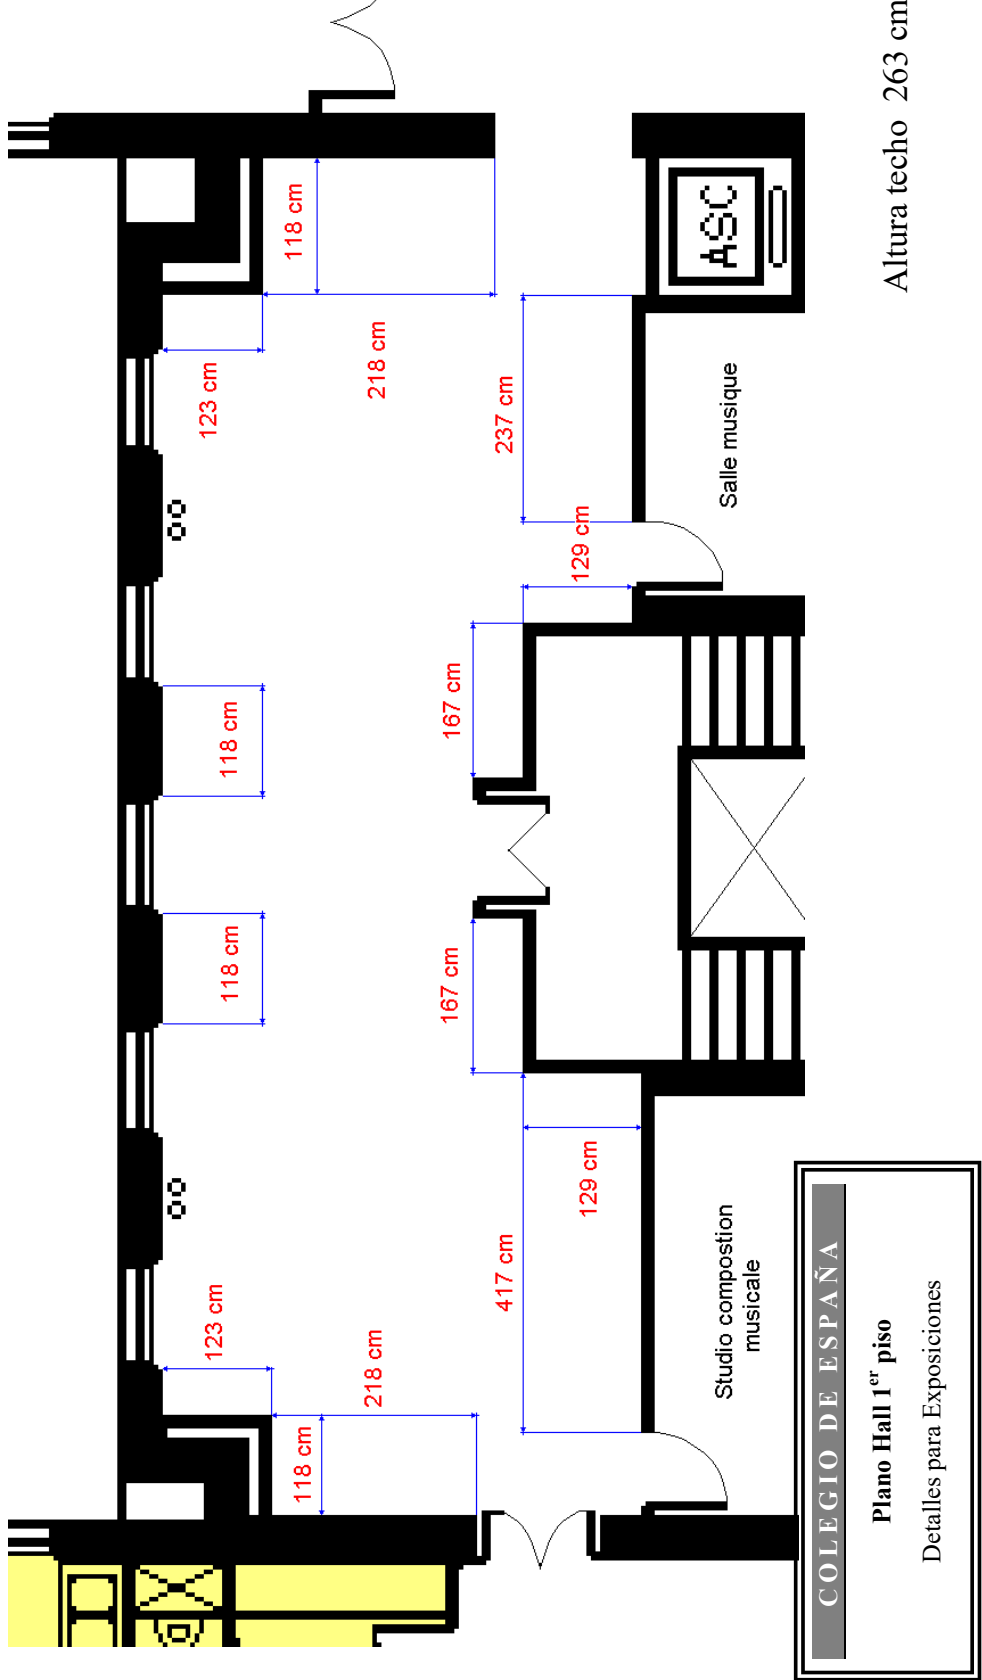 123 cm
118 cm
118 cm
123 cm
118 cm
118 cm
218 cm
218 cm
167 cm
167 cm
417 cm
237 cm
129 cm
129 cm
ASC
Studio compostion
musicale
Salle musique
COLEGIO DE ESPAÑA
Plano Hall 1er piso
Detalles para Exposiciones
Altura techo 263 cm